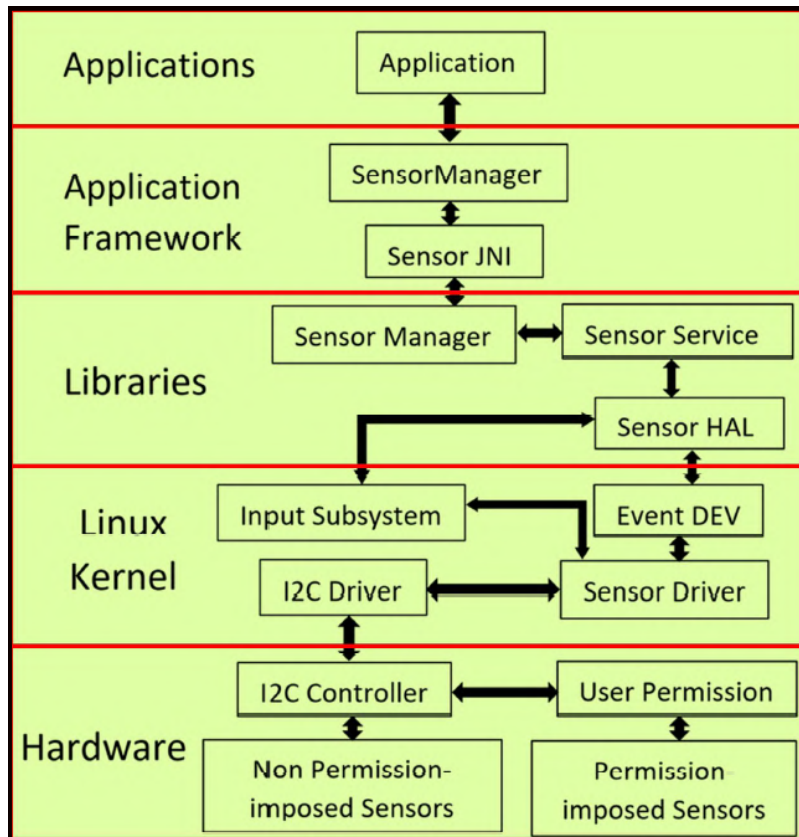 Applications
Application
Application
Framework
SensorManager
Sensor JNI
Libraries
Sensor Manager
Sensor Service
Sensor HAL
Linux
Kernel
Input Subsystem
Event DEV
I2C Driver
Sensor Driver
Hardware
I2C Controller
User Permission
Non Permission-
imposed Sensors
Permission-
imposed Sensors